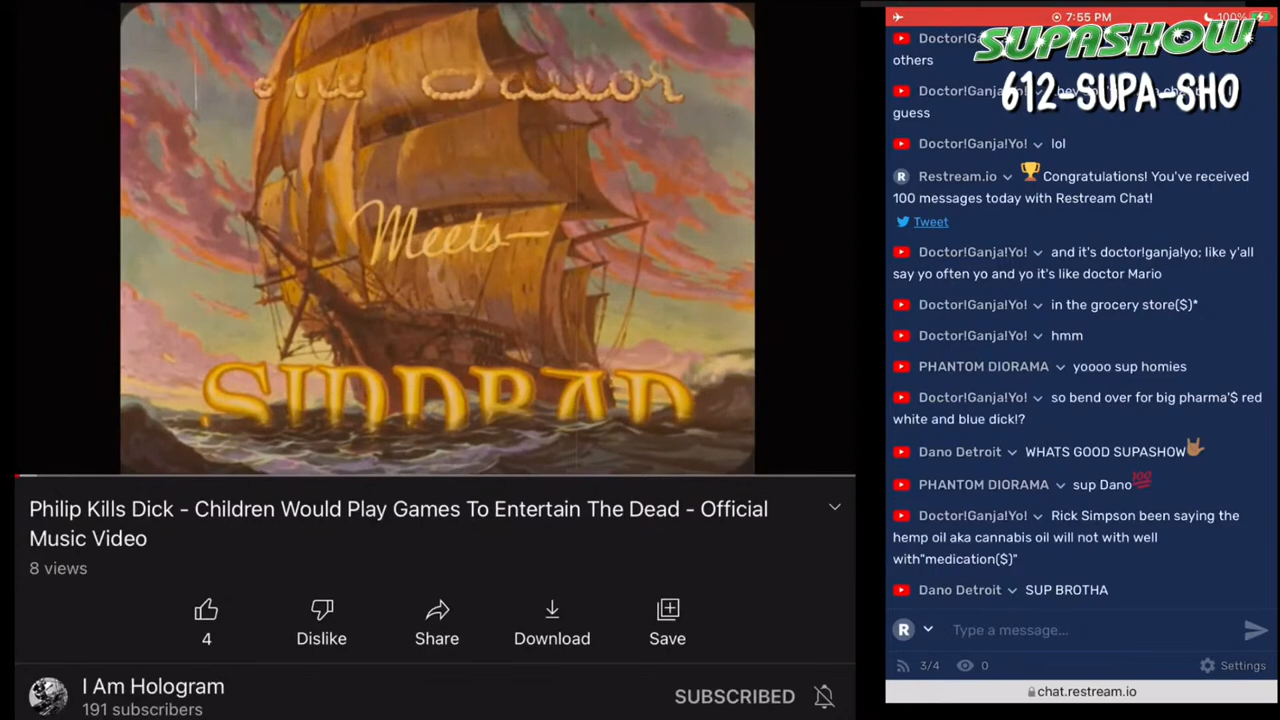 the Sailor
Meets
SINDBAD
Philip Kills Dick - Children Would Play Games To Entertain The Dead - Official
Music Video
8 views
4
Dislike
Share
Download
Save
I Am Hologram
191 subscribers
SUBSCRIBED
7:55 PM
100%
SUPASHOW
612-SUPA-SHO
others
guess
Doctor!Ganja!Yo! lol
Restream.io 🏆 Congratulations! You've received
100 messages today with Restream Chat!
Tweet
Doctor!Ganja!Yo! and it's doctor!ganja!yo; like y'all
say yo often yo and yo it's like doctor Mario
Doctor!Ganja!Yo! in the grocery store($)*
Doctor!Ganja!Yo! hmm
PHANTOM DIORAMA yoooo sup homies
Doctor!Ganja!Yo! so bend over for big pharma'$ red
white and blue dick!?
Dano Detroit WHATS GOOD SUPASHOW🤘🏽
PHANTOM DIORAMA sup Dano💯
Doctor!Ganja!Yo! Rick Simpson been saying the
hemp oil aka cannabis oil will not with well
with"medication($)"
Dano Detroit SUP BROTHA
R Type a message...
3/4 0 Settings
chat.restream.io